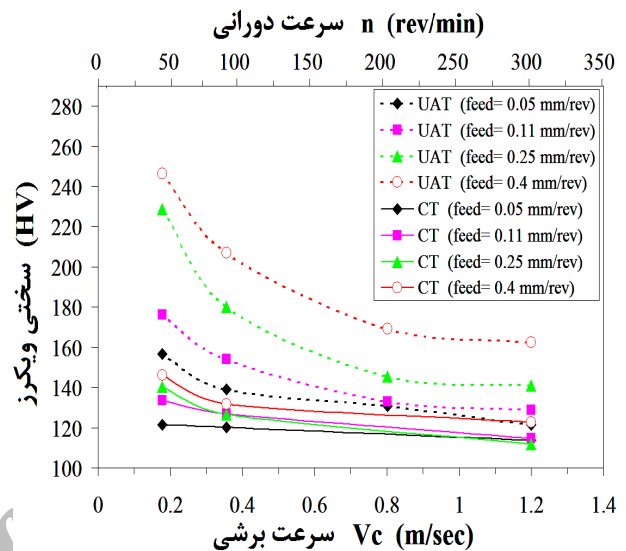 سرعت دورانی n (rev/min)
0 50 100 150 200 250 300 350
280
260
240
220
200
180
160
140
120
100
سختی ویکرز (HV)
UAT (feed= 0.05 mm/rev)
UAT (feed= 0.11 mm/rev)
UAT (feed= 0.25 mm/rev)
UAT (feed= 0.4 mm/rev)
CT (feed= 0.05 mm/rev)
CT (feed= 0.11 mm/rev)
CT (feed= 0.25 mm/rev)
CT (feed= 0.4 mm/rev)
0 0.2 0.4 0.6 0.8 1 1.2 1.4
سرعت برشی Vc (m/sec)